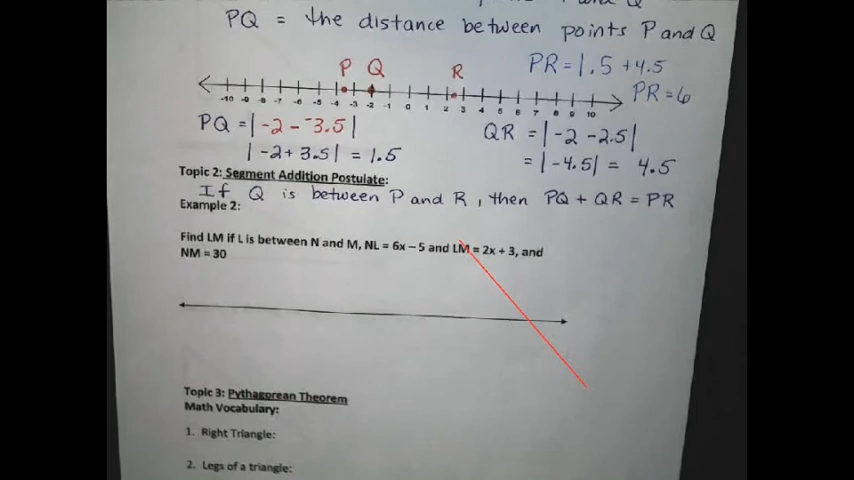 PQ = the distance between points P and Q
PR = 1.5 + 4.5
PR = 6
P Q R
-10 -9 -8 -7 -6 -5 -4 -3 -2 -1 0 1 2 3 4 5 6 7 8 9 10
PQ = |-2 - -3.5|
|-2 + 3.5| = 1.5
QR = |-2 - 2.5|
= |-4.5| = 4.5
Topic 2: Segment Addition Postulate:
If Q is between P and R, then PQ + QR = PR
Example 2:
Find LM if L is between N and M, NL = 6x – 5 and LM = 2x + 3, and
NM = 30
Topic 3: Pythagorean Theorem
Math Vocabulary:
1. Right Triangle:
2. Legs of a triangle: